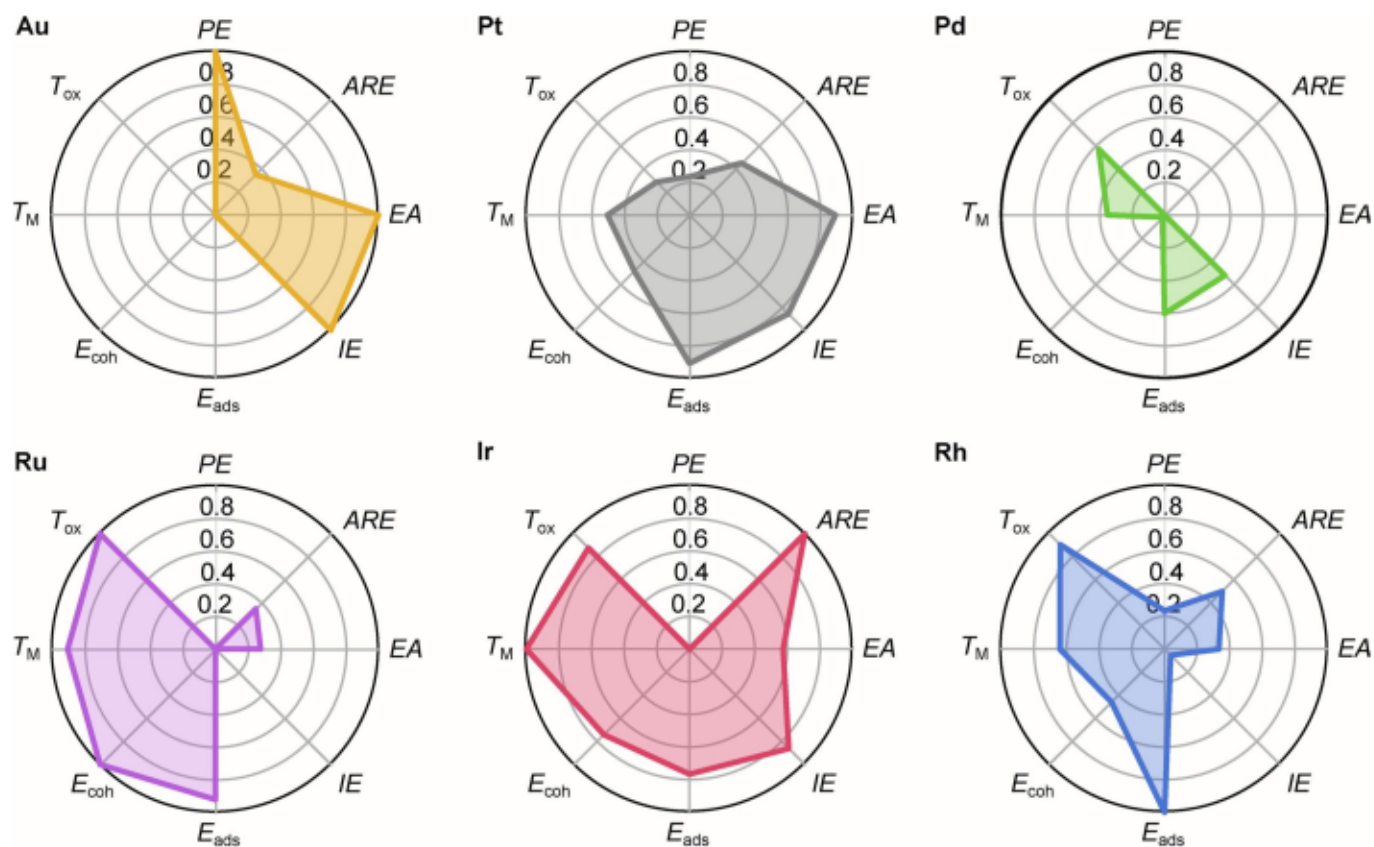 Au
PE
0.8
0.6
0.4
0.2
ARE
EA
IE
Eads
Ecoh
TM
Tox
Pt
PE
0.8
0.6
0.4
0.2
ARE
EA
IE
Eads
Ecoh
TM
Tox
Pd
PE
0.8
0.6
0.4
0.2
ARE
EA
IE
Eads
Ecoh
TM
Tox
Ru
PE
0.8
0.6
0.4
0.2
ARE
EA
IE
Eads
Ecoh
TM
Tox
Ir
PE
0.8
0.6
0.4
0.2
ARE
EA
IE
Eads
Ecoh
TM
Tox
Rh
PE
0.8
0.6
0.4
0.2
ARE
EA
IE
Eads
Ecoh
TM
Tox